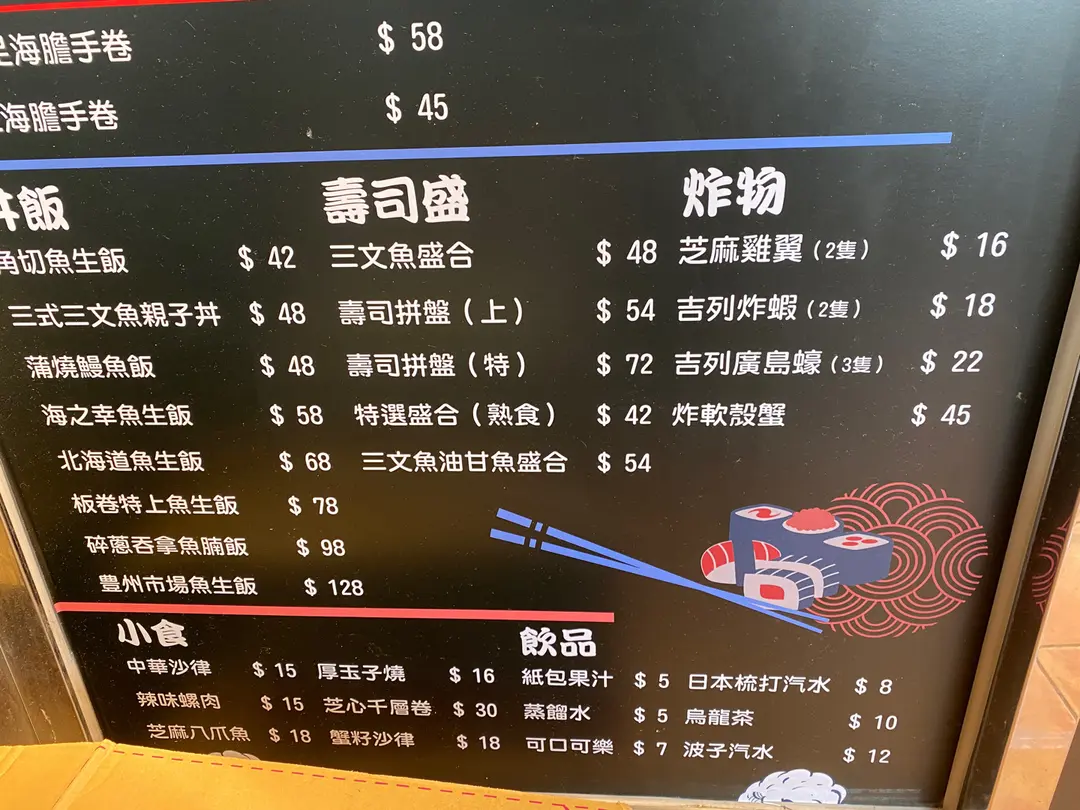 海膽手卷 $ 58
海膽手卷 $ 45
丼飯
角切魚生飯 $ 42
三式三文魚親子丼 $ 48
蒲燒鰻魚飯 $ 48
海之幸魚生飯 $ 58
北海道魚生飯 $ 68
板卷特上魚生飯 $ 78
碎蔥吞拿魚腩飯 $ 98
豊州市場魚生飯 $ 128
壽司盛
三文魚盛合 $ 48
壽司拼盤（上） $ 54
壽司拼盤（特） $ 72
特選盛合（熟食） $ 42
三文魚油甘魚盛合 $ 54
炸物
芝麻雞翼（2隻） $ 16
吉列炸蝦（2隻） $ 18
吉列廣島蠔（3隻） $ 22
炸軟殼蟹 $ 45
小食
中華沙律 $ 15
辣味螺肉 $ 15
芝麻八爪魚 $ 18
厚玉子燒 $ 16
芝心千層卷 $ 30
蟹籽沙律 $ 18
飲品
紙包果汁 $ 5
蒸餾水 $ 5
可口可樂 $ 7
日本梳打汽水 $ 8
烏龍茶 $ 10
波子汽水 $ 12